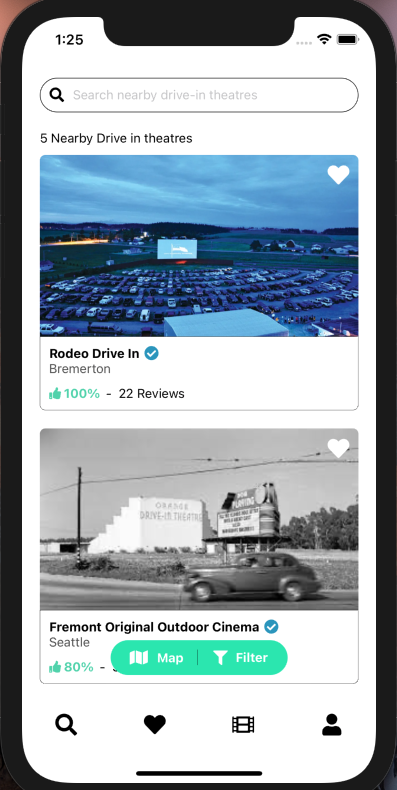 1:25
Search nearby drive-in theatres
5 Nearby Drive in theatres
Rodeo Drive In
Bremerton
100% - 22 Reviews
ORANGE
DRIVE-IN THEATRE
Fremont Original Outdoor Cinema
Seattle
80% -
Map | Filter